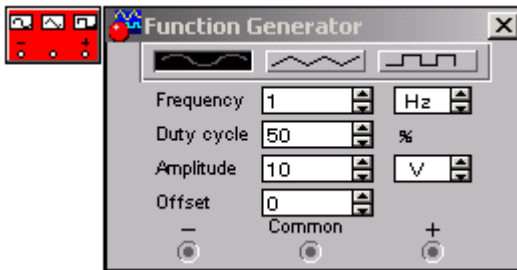 Function Generator
Frequency 1 Hz
Duty cycle 50 %
Amplitude 10 V
Offset 0
− Common +
− +